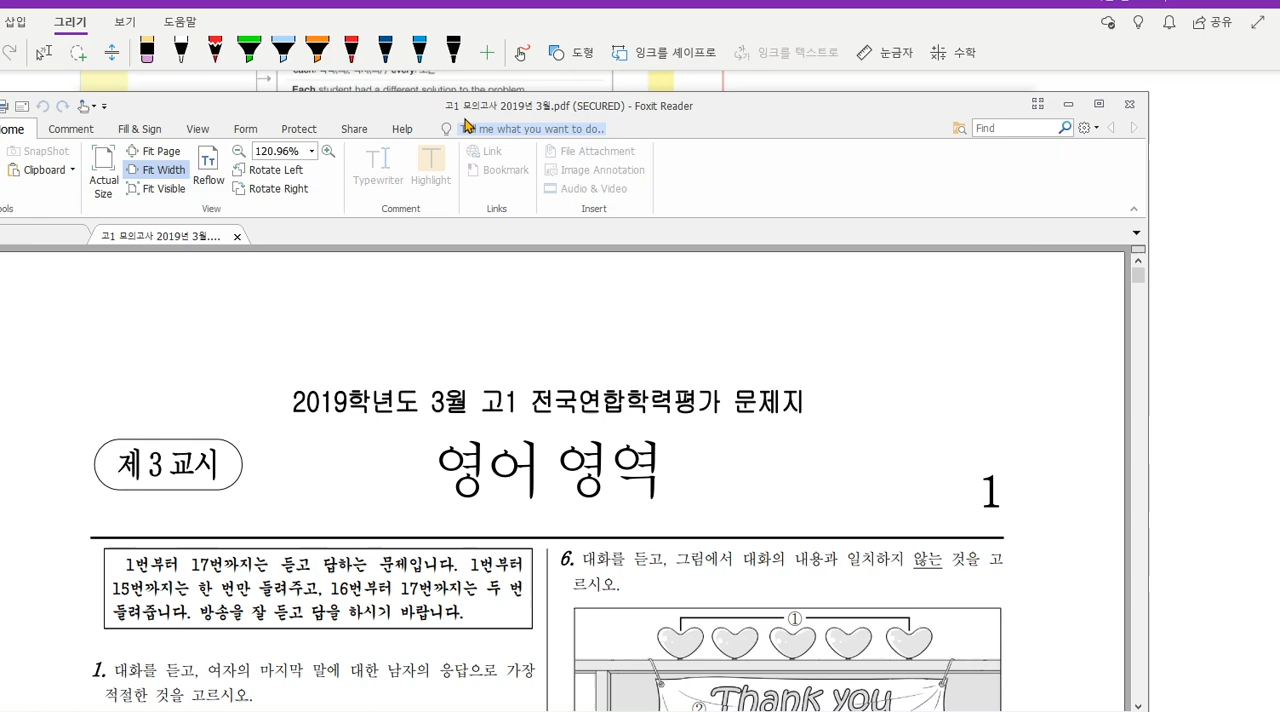 삽입 그리기 보기 도움말 공유
도형 잉크를 셰이프로 잉크를 텍스트로 눈금자 수학
Each student had a different solution to the problem
고1 모의고사 2019년 3월.pdf (SECURED) - Foxit Reader
Home Comment Fill & Sign View Form Protect Share Help me what you want to do.. Find
SnapShot Fit Page 120.96% Link File Attachment
Clipboard Actual Size Fit Width Reflow Rotate Left Typewriter Highlight Bookmark Image Annotation
Fit Visible Rotate Right Audio & Video
View Comment Links Insert
고1 모의고사 2019년 3월....
2019학년도 3월 고1 전국연합학력평가 문제지
제 3 교시 영어 영역 1
1번부터 17번까지는 듣고 답하는 문제입니다. 1번부터
15번까지는 한 번만 들려주고, 16번부터 17번까지는 두 번
들려줍니다. 방송을 잘 듣고 답을 하시기 바랍니다.
1. 대화를 듣고, 여자의 마지막 말에 대한 남자의 응답으로 가장
적절한 것을 고르시오.
6. 대화를 듣고, 그림에서 대화의 내용과 일치하지 않는 것을 고
르시오.
①
Thank you